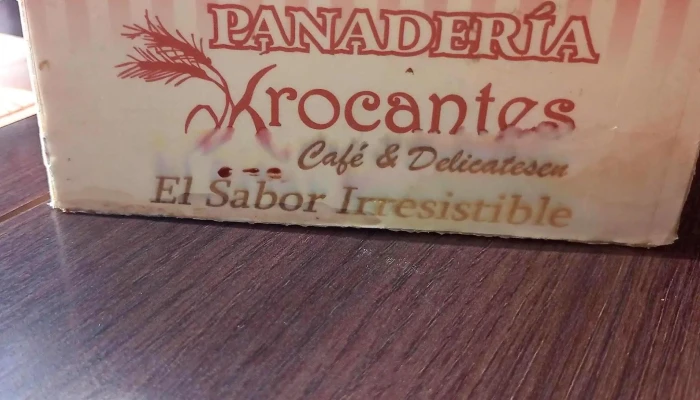 PANADERÍA
Krocantes
Café & Delicatesen
El Sabor Irresistible